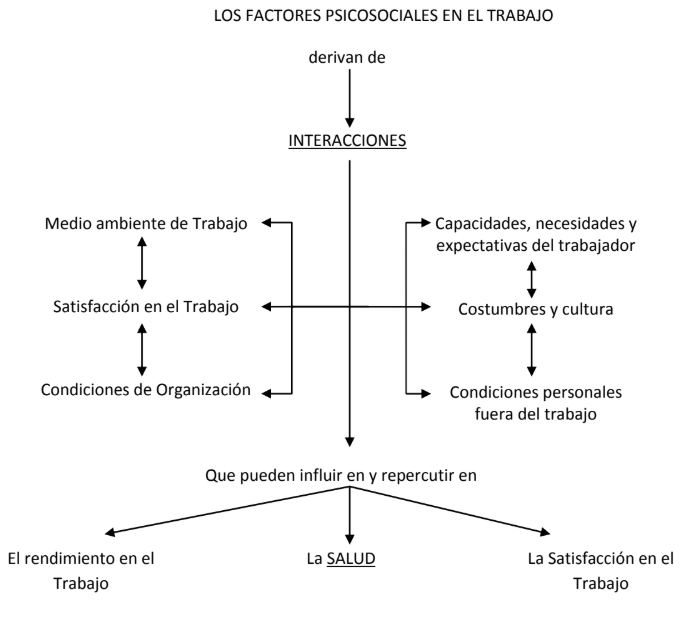 LOS FACTORES PSICOSOCIALES EN EL TRABAJO
derivan de
INTERACCIONES
Medio ambiente de Trabajo
Capacidades, necesidades y
expectativas del trabajador
Satisfacción en el Trabajo
Costumbres y cultura
Condiciones de Organización
Condiciones personales
fuera del trabajo
Que pueden influir en y repercutir en
El rendimiento en el
Trabajo
La SALUD
La Satisfacción en el
Trabajo